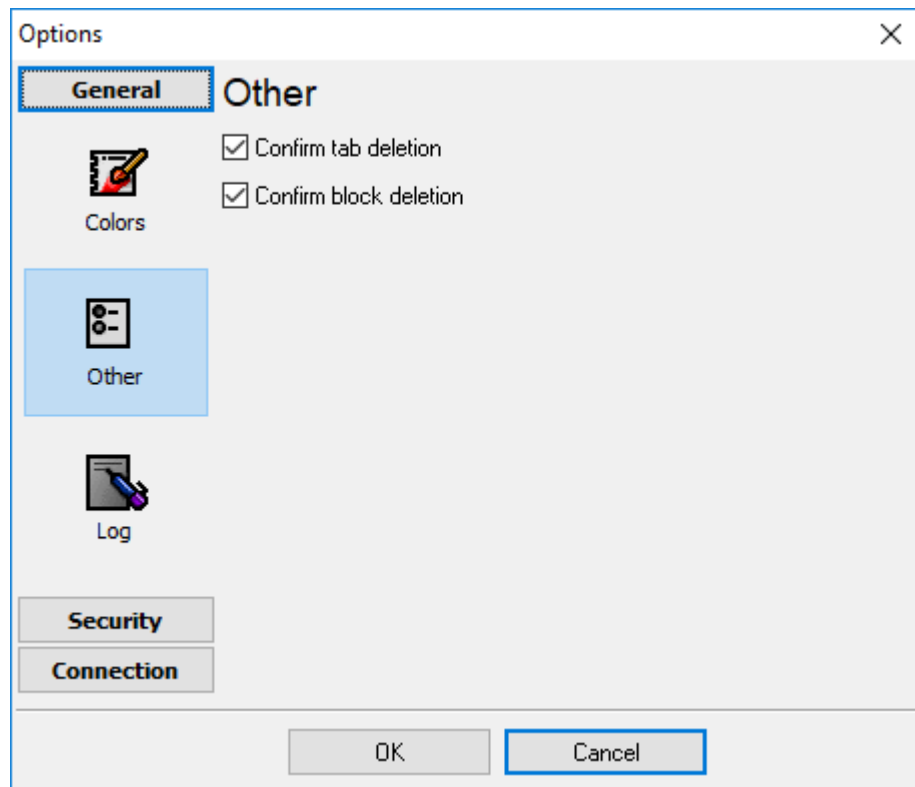 Options
General
Other
Confirm tab deletion
Confirm block deletion
Colors
Other
Log
Security
Connection
OK
Cancel